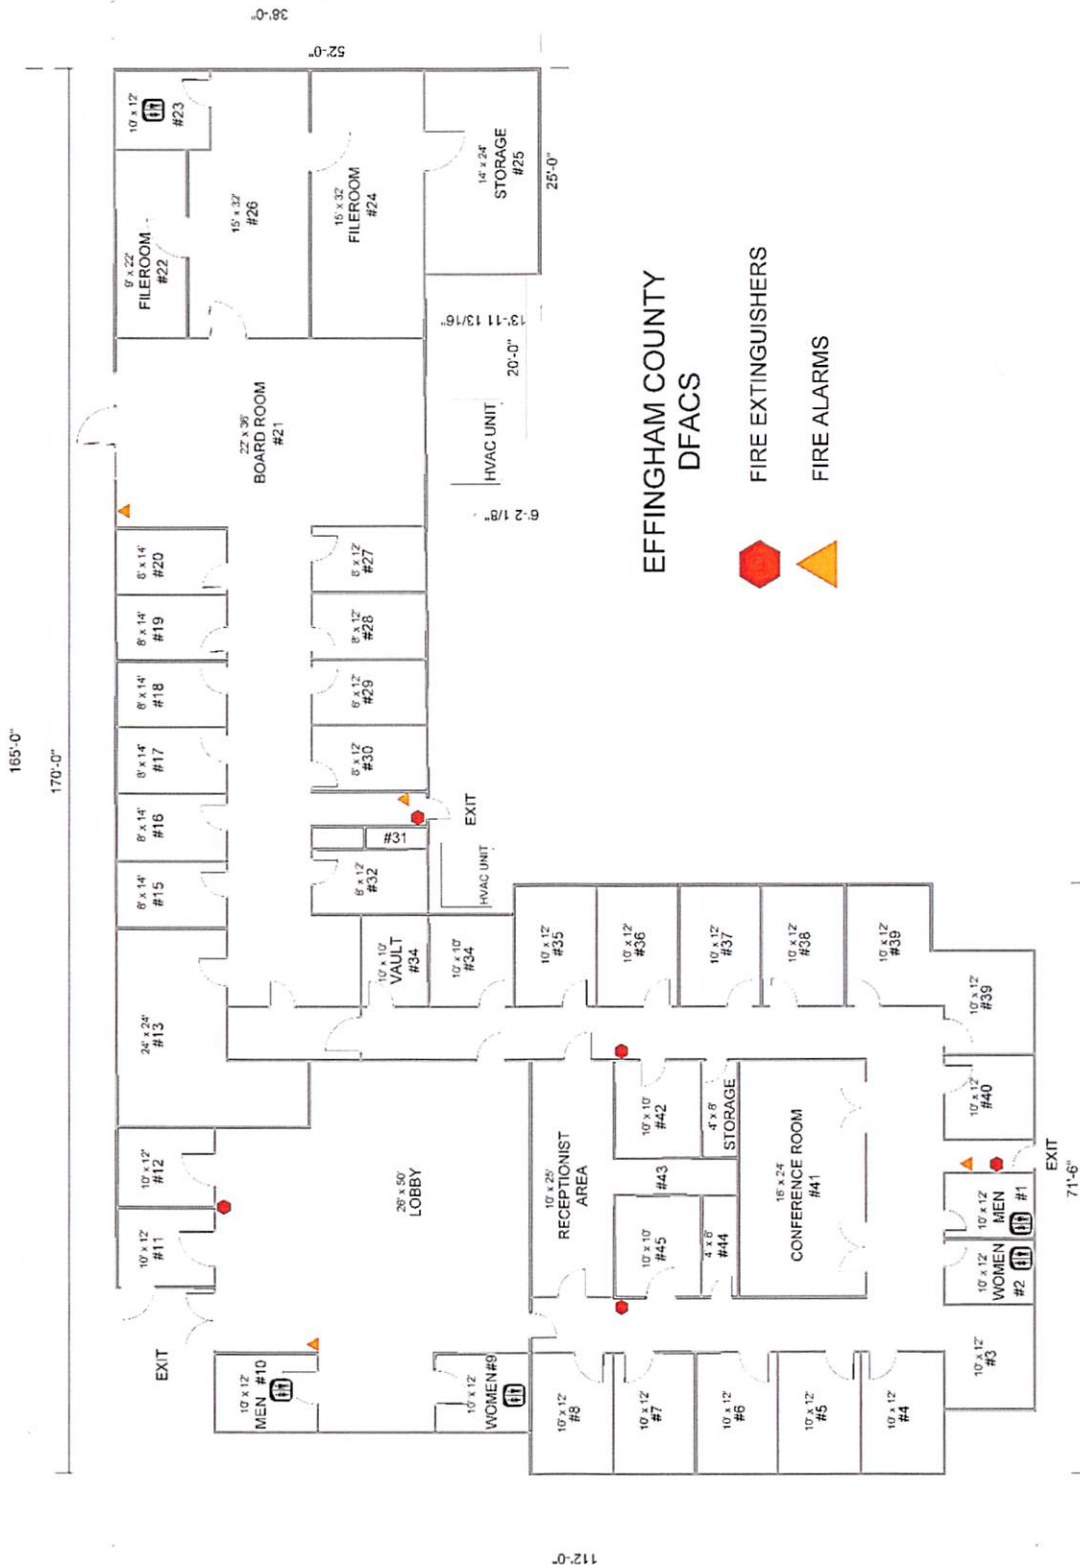 38'-0"
52'-0"
165'-0"
170'-0"
10' x 12'
#23
9' x 22'
FILEROOM
#22
15' x 32'
#26
15' x 32'
FILEROOM
#24
14' x 24'
STORAGE
#25
25'-0"
13'-11 13/16"
20'-0"
HVAC UNIT
6'-2 1/8"
22' x 36'
BOARD ROOM
#21
8' x 14'
#20
8' x 14'
#19
8' x 14'
#18
8' x 14'
#17
8' x 14'
#16
8' x 14'
#15
8' x 12'
#27
8' x 12'
#28
8' x 12'
#29
8' x 12'
#30
EXIT
#31
8' x 12'
#32
HVAC UNIT
24' x 24'
#13
10' x 10'
VAULT
#34
10' x 10'
#34
10' x 12'
#35
10' x 12'
#36
10' x 12'
#37
10' x 12'
#38
10' x 12'
#39
10' x 12'
#39
10' x 12'
#40
10' x 12'
#12
10' x 12'
#11
EXIT
26' x 50'
LOBBY
10' x 25'
RECEPTIONIST
AREA
10' x 10'
#42
4' x 8'
STORAGE
#43
10' x 10'
#45
4' x 8'
#44
16' x 24'
CONFERENCE ROOM
#41
EXIT
71'-6"
10' x 12'
MEN
#1
10' x 12'
WOMEN
#2
10' x 12'
#3
10' x 12'
MEN #10
10' x 12'
WOMEN#9
10' x 12'
#8
10' x 12'
#7
10' x 12'
#6
10' x 12'
#5
10' x 12'
#4
112'-0"
EFFINGHAM COUNTY
DFACS
FIRE EXTINGUISHERS
FIRE ALARMS